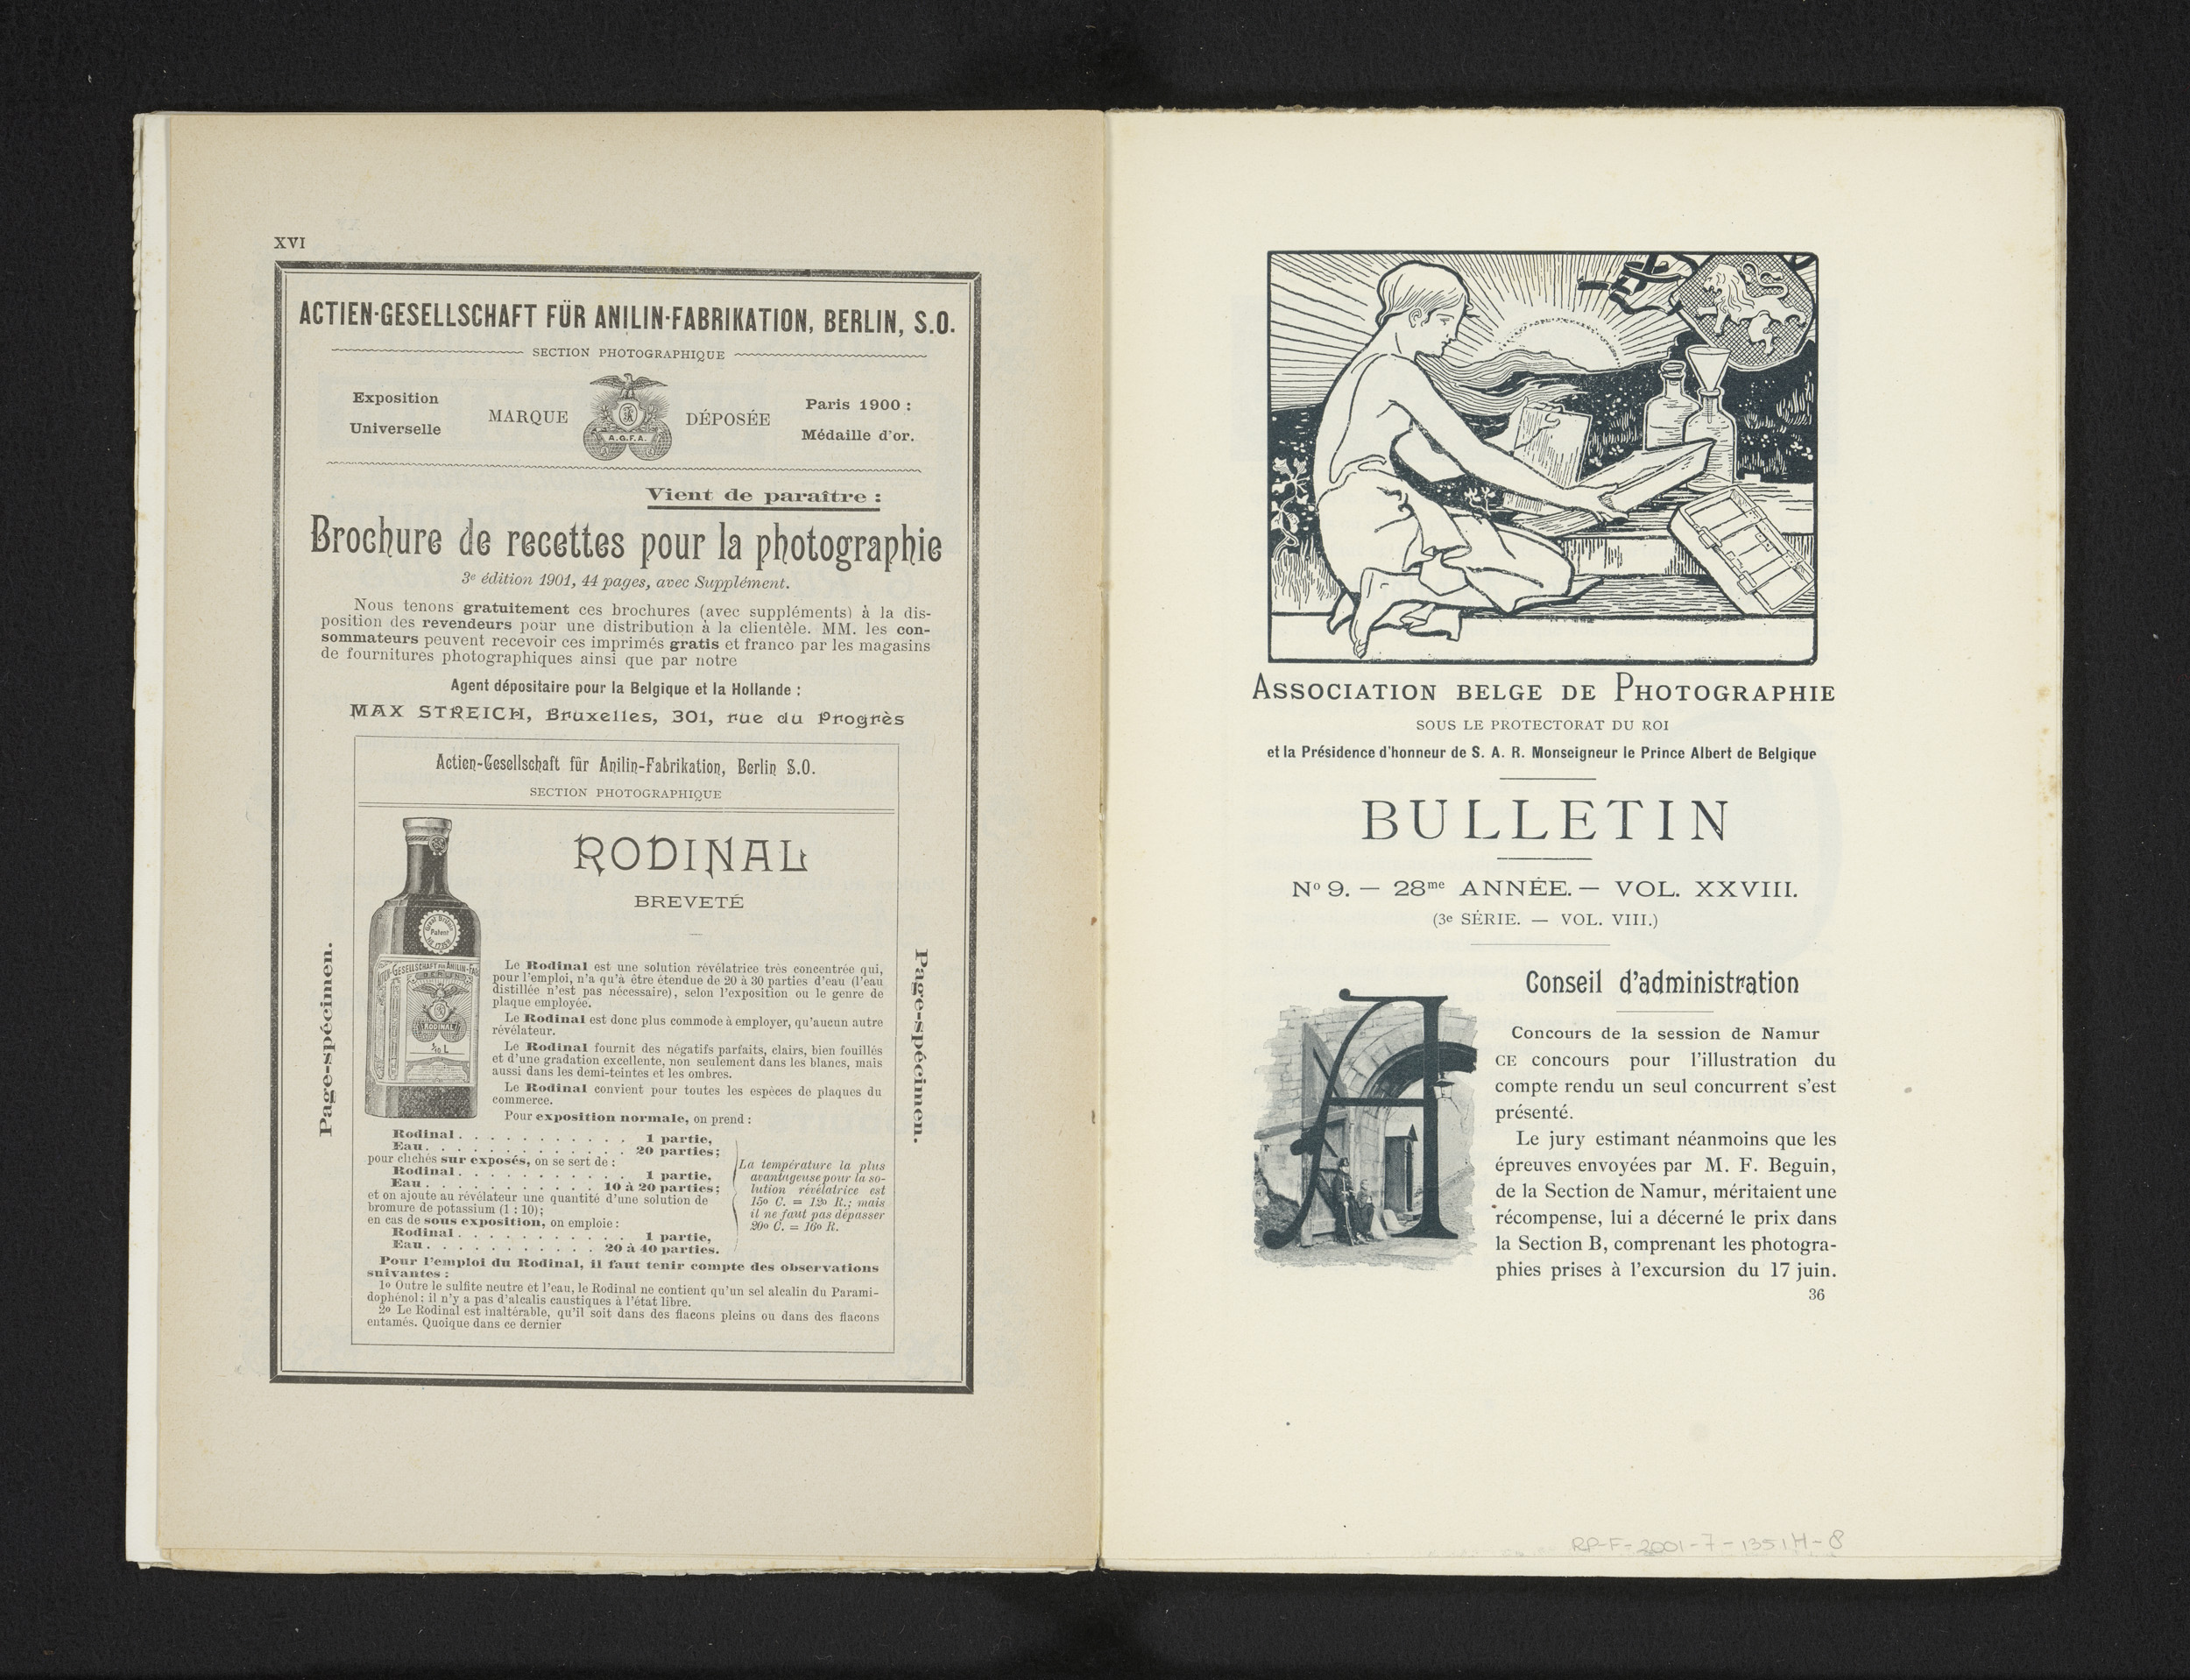 XVI
ACTIEN-GESELLSCHAFT FÜR ANILIN-FABRIKATION, BERLIN, S.O.
SECTION PHOTOGRAPHIQUE
Exposition
Universelle
MARQUE
A.G.F.A.
DÉPOSÉE
Paris 1900 :
Médaille d'or.
Vient de paraître :
Brochure de recettes pour la photographie
3e édition 1901, 44 pages, avec Supplément.
Nous tenons gratuitement ces brochures (avec suppléments) à la dis-
position des revendeurs pour une distribution à la clientèle. MM. les con-
sommateurs peuvent recevoir ces imprimés gratis et franco par les magasins
de fournitures photographiques ainsi que par notre
Agent dépositaire pour la Belgique et la Hollande :
MAX STREICH, Bruxelles, 301, rue du Progrès
Page-spécimen.
Actien-Gesellschaft für Anilin-Fabrikation, Berlin S.O.
SECTION PHOTOGRAPHIQUE
RODINAL
BREVETÉ
Patent
ACTIEN-GESELLSCHAFT FÜR ANILIN-FAB
BERLIN S.O.
RODINAL
1/10 L
Le Rodinal est une solution révélatrice très concentrée qui,
pour l'emploi, n'a qu'à être étendue de 20 à 30 parties d'eau (l'eau
distillée n'est pas nécessaire), selon l'exposition ou le genre de
plaque employée.
Le Rodinal est donc plus commode à employer, qu'aucun autre
révélateur.
Le Rodinal fournit des négatifs parfaits, clairs, bien fouillés
et d'une gradation excellente, non seulement dans les blancs, mais
aussi dans les demi-teintes et les ombres.
Le Rodinal convient pour toutes les espèces de plaques du
commerce.
Pour exposition normale, on prend :
Rodinal . . . . . . . . . . . . 1 partie,
Eau . . . . . . . . . . . . . 20 parties;
pour clichés sur exposés, on se sert de :
Rodinal . . . . . . . . . . . . 1 partie,
Eau . . . . . . . . . . . 10 à 20 parties;
et on ajoute au révélateur une quantité d'une solution de
bromure de potassium (1 : 10);
en cas de sous exposition, on emploie :
Rodinal . . . . . . . . . . . . 1 partie,
Eau . . . . . . . . . . . 20 à 40 parties.
La température la plus
avantageuse pour la so-
lution révélatrice est
15o C. = 12o R.; mais
il ne faut pas dépasser
20o C. = 16o R.
Pour l'emploi du Rodinal, il faut tenir compte des observations
suivantes :
1o Outre le sulfite neutre et l'eau, le Rodinal ne contient qu'un sel alcalin du Parami-
dophénol; il n'y a pas d'alcalis caustiques à l'état libre.
2o Le Rodinal est inaltérable, qu'il soit dans des flacons pleins ou dans des flacons
entamés. Quoique dans ce dernier
Page-spécimen.
ASSOCIATION BELGE DE PHOTOGRAPHIE
SOUS LE PROTECTORAT DU ROI
et la Présidence d'honneur de S. A. R. Monseigneur le Prince Albert de Belgique
BULLETIN
No 9. — 28me ANNÉE. — VOL. XXVIII.
(3e SÉRIE. — VOL. VIII.)
Conseil d'administration
Concours de la session de Namur
A CE concours pour l'illustration du
compte rendu un seul concurrent s'est
présenté.
Le jury estimant néanmoins que les
épreuves envoyées par M. F. Beguin,
de la Section de Namur, méritaient une
récompense, lui a décerné le prix dans
la Section B, comprenant les photogra-
phies prises à l'excursion du 17 juin.
36
RP-F-2001-7-1351H-8